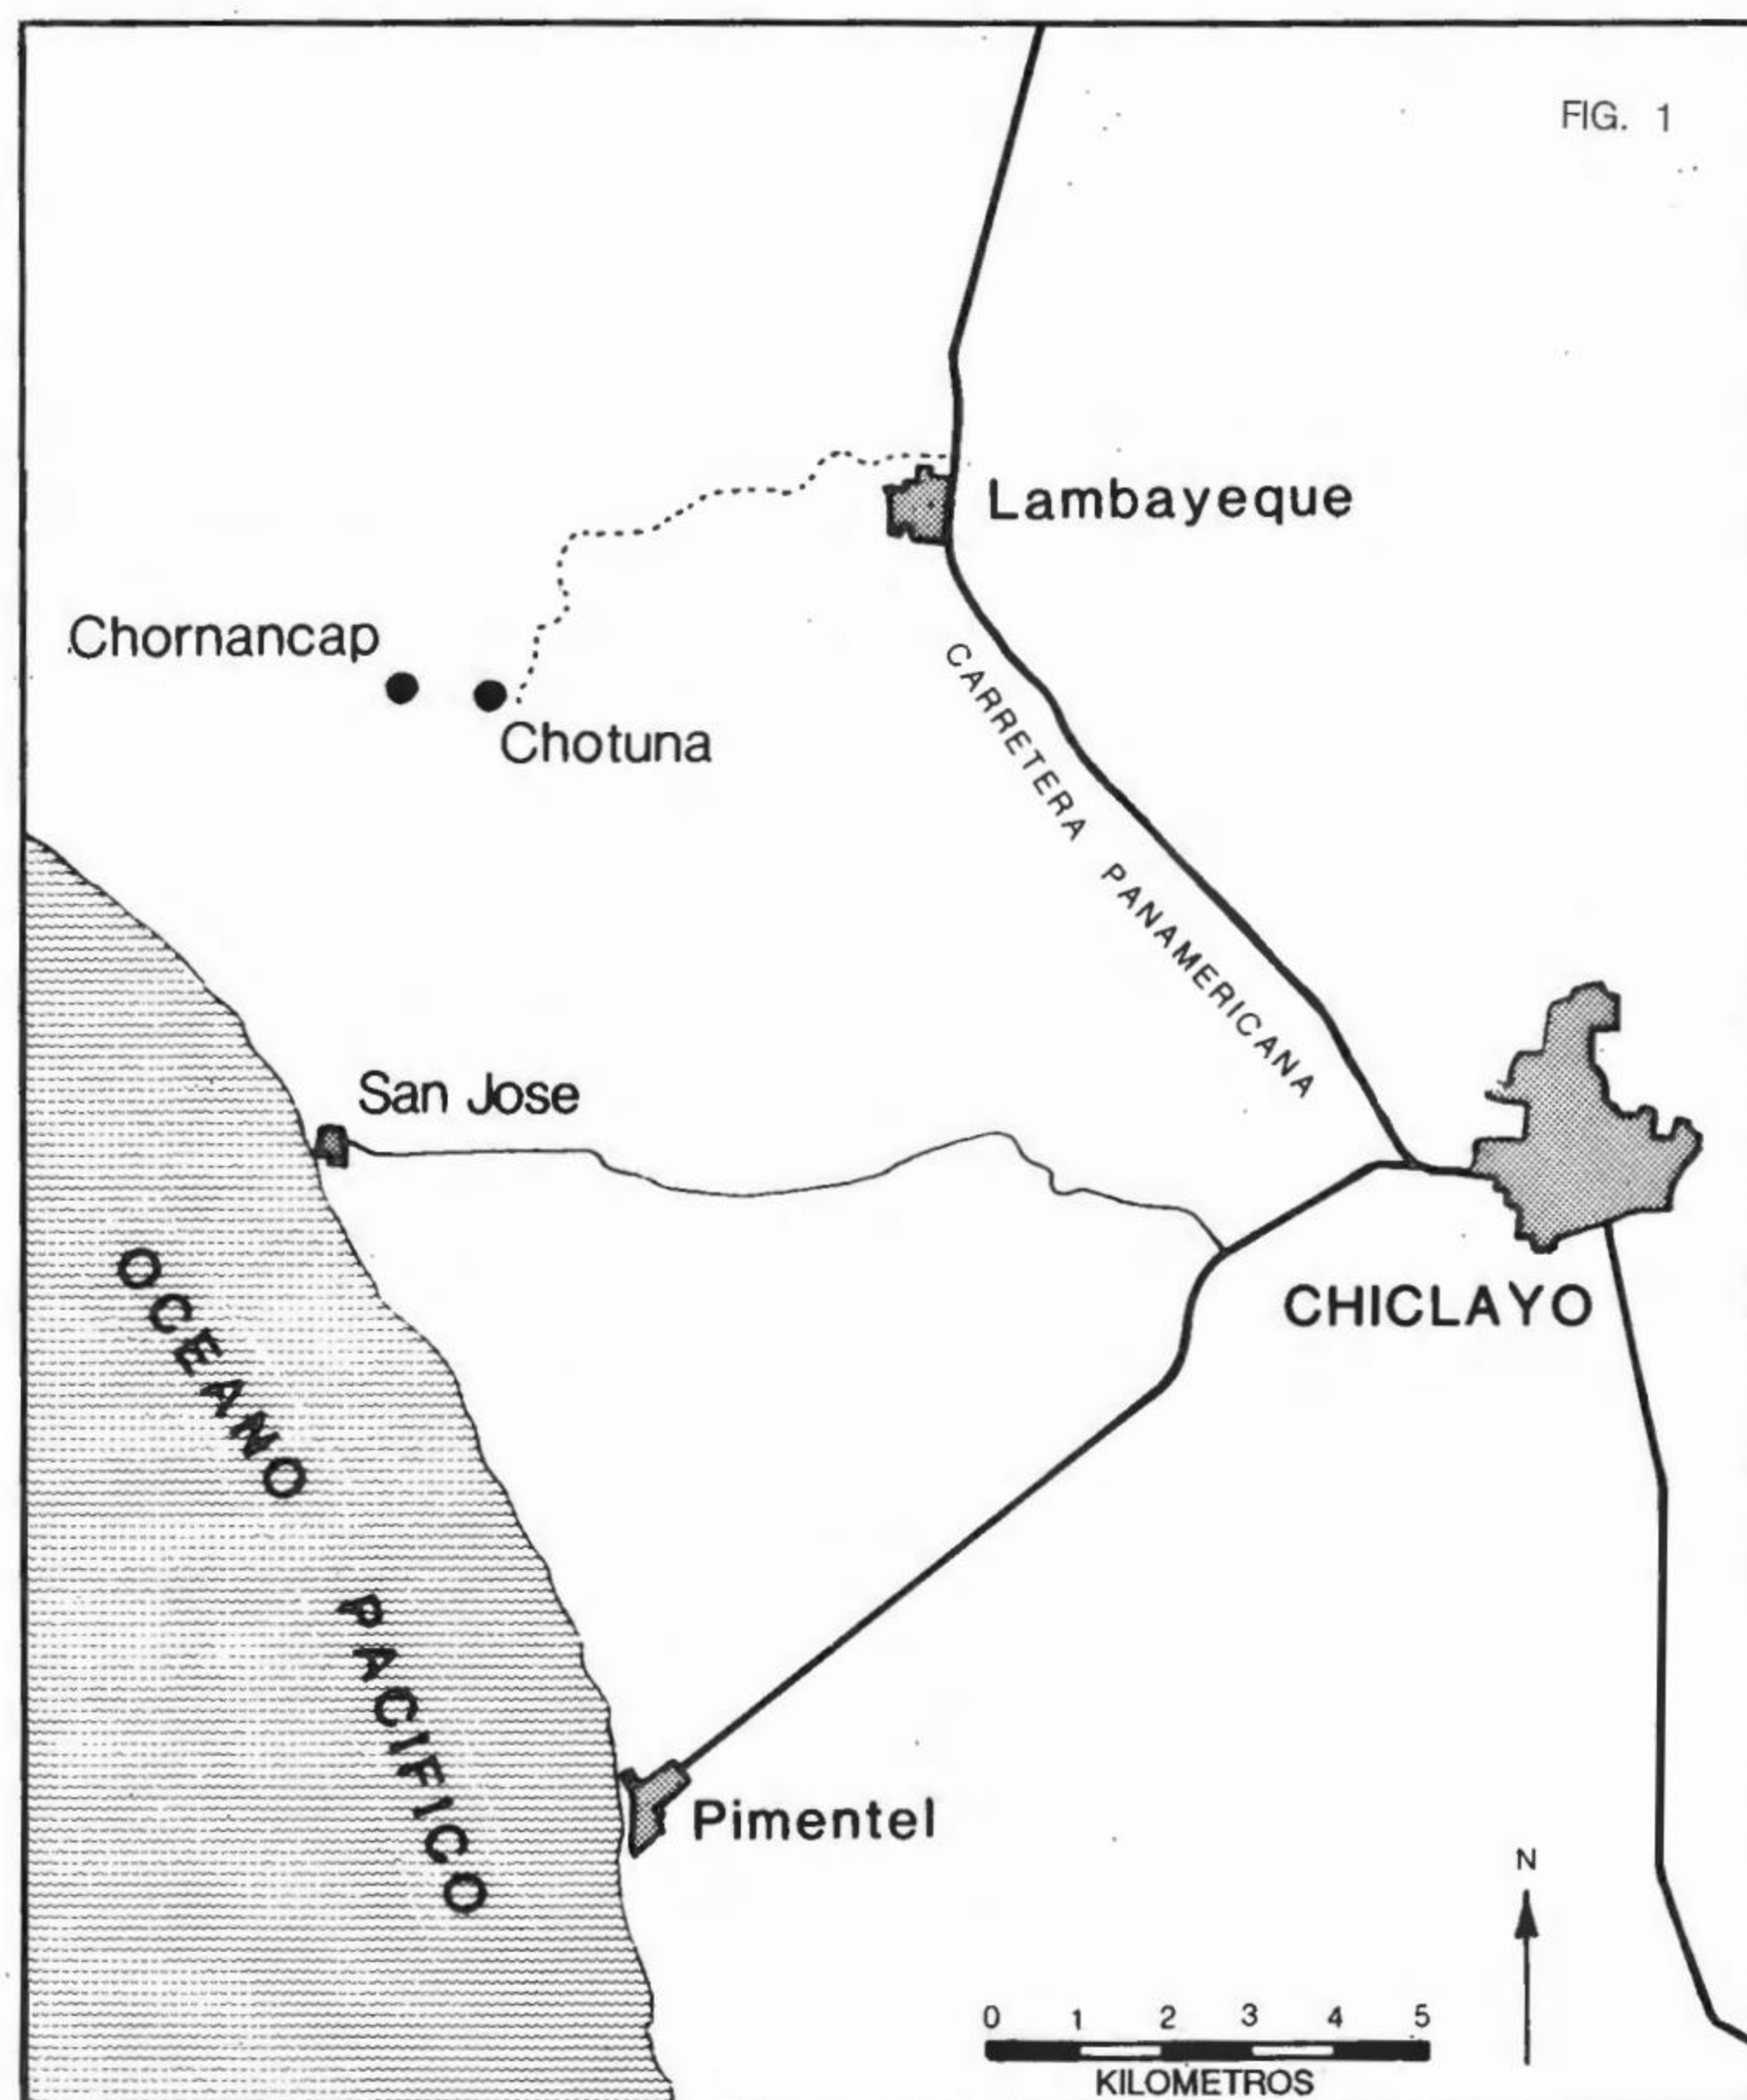 FIG. 1
Lambayeque
Chornancap
Chotuna
CARRETERA PANAMERICANA
San Jose
CHICLAYO
OCEANO PACIFICO
Pimentel
N
0 1 2 3 4 5
KILOMETROS